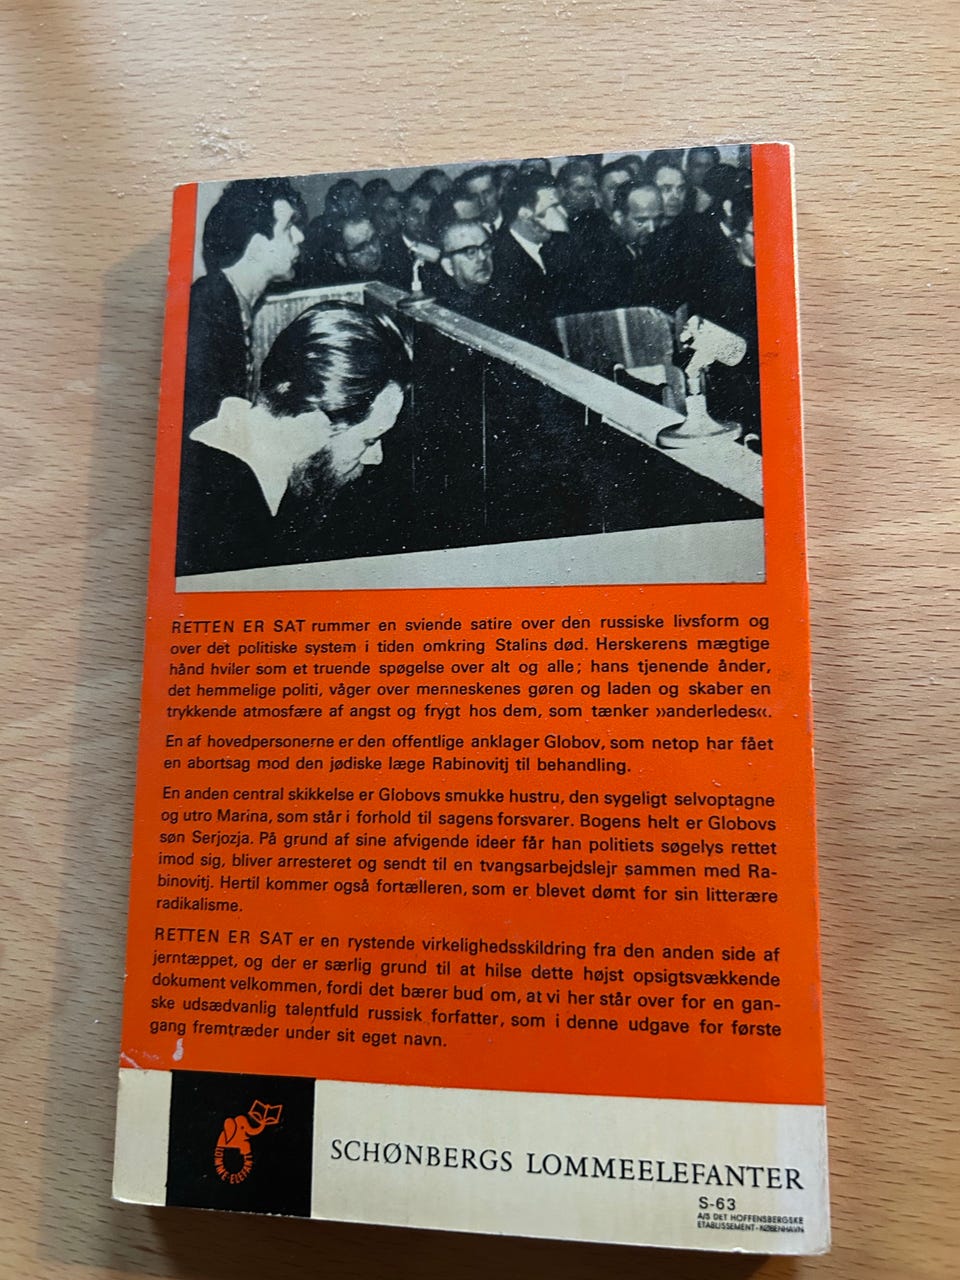 RETTEN ER SAT rummer en sviende satire over den russiske livsform og
over det politiske system i tiden omkring Stalins død. Herskerens mægtige
hånd hviler som et truende spøgelse over alt og alle; hans tjenende ånder,
det hemmelige politi, våger over menneskenes gøren og laden og skaber en
trykkende atmosfære af angst og frygt hos dem, som tænker »anderledes«.
En af hovedpersonerne er den offentlige anklager Globov, som netop har fået
en abortsag mod den jødiske læge Rabinovitj til behandling.
En anden central skikkelse er Globovs smukke hustru, den sygeligt selvoptagne
og utro Marina, som står i forhold til sagens forsvarer. Bogens helt er Globovs
søn Serjozja. På grund af sine afvigende ideer får han politiets søgelys rettet
imod sig, bliver arresteret og sendt til en tvangsarbejdslejr sammen med Ra-
binovitj. Hertil kommer også fortælleren, som er blevet dømt for sin litterære
radikalisme.
RETTEN ER SAT er en rystende virkelighedsskildring fra den anden side af
jerntæppet, og der er særlig grund til at hilse dette højst opsigtsvækkende
dokument velkommen, fordi det bærer bud om, at vi her står over for en gan-
ske udsædvanlig talentfuld russisk forfatter, som i denne udgave for første
gang fremtræder under sit eget navn.
LOMME-ELEFANT
SCHØNBERGS LOMMEELEFANTER
S-63
A/S DET HOFFENSBERGSKE
ETABLISSEMENT - KØBENHAVN